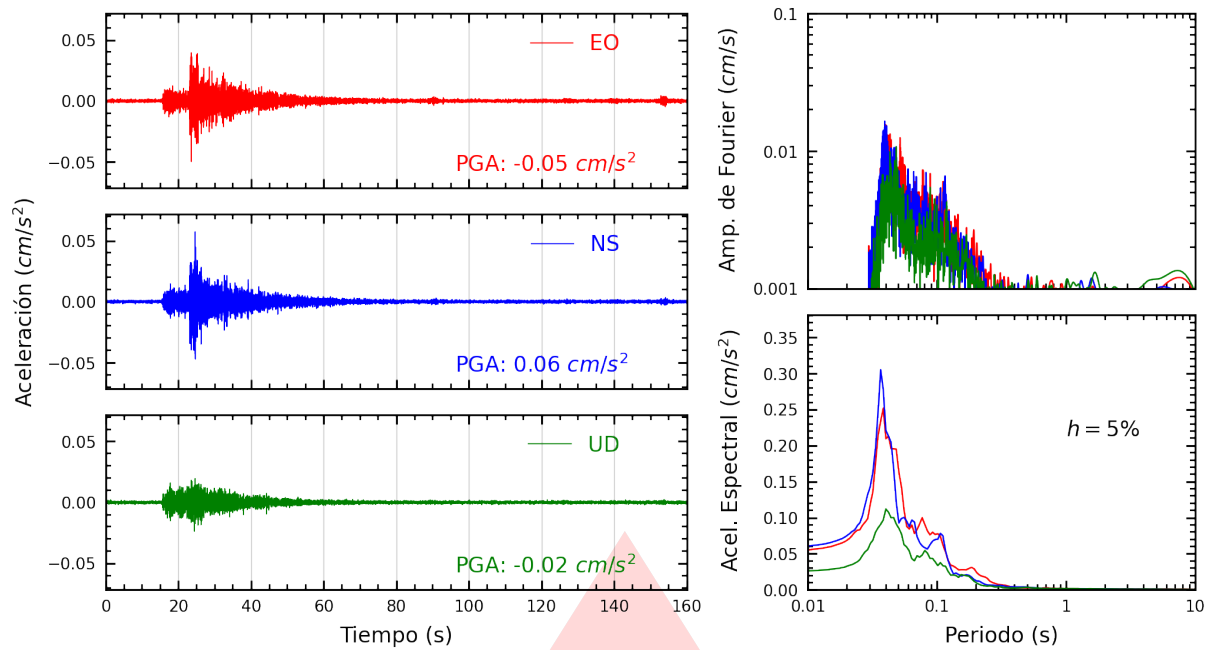 Aceleración (cm/s²)
0.05
0.00
−0.05
EO
PGA: -0.05 cm/s²
0.05
0.00
−0.05
NS
PGA: 0.06 cm/s²
0.05
0.00
−0.05
UD
PGA: -0.02 cm/s²
0 20 40 60 80 100 120 140 160
Tiempo (s)
Amp. de Fourier (cm/s)
0.1
0.01
0.001
Acel. Espectral (cm/s²)
0.35
0.30
0.25
0.20
0.15
0.10
0.05
0.00
h = 5%
0.01 0.1 1 10
Periodo (s)